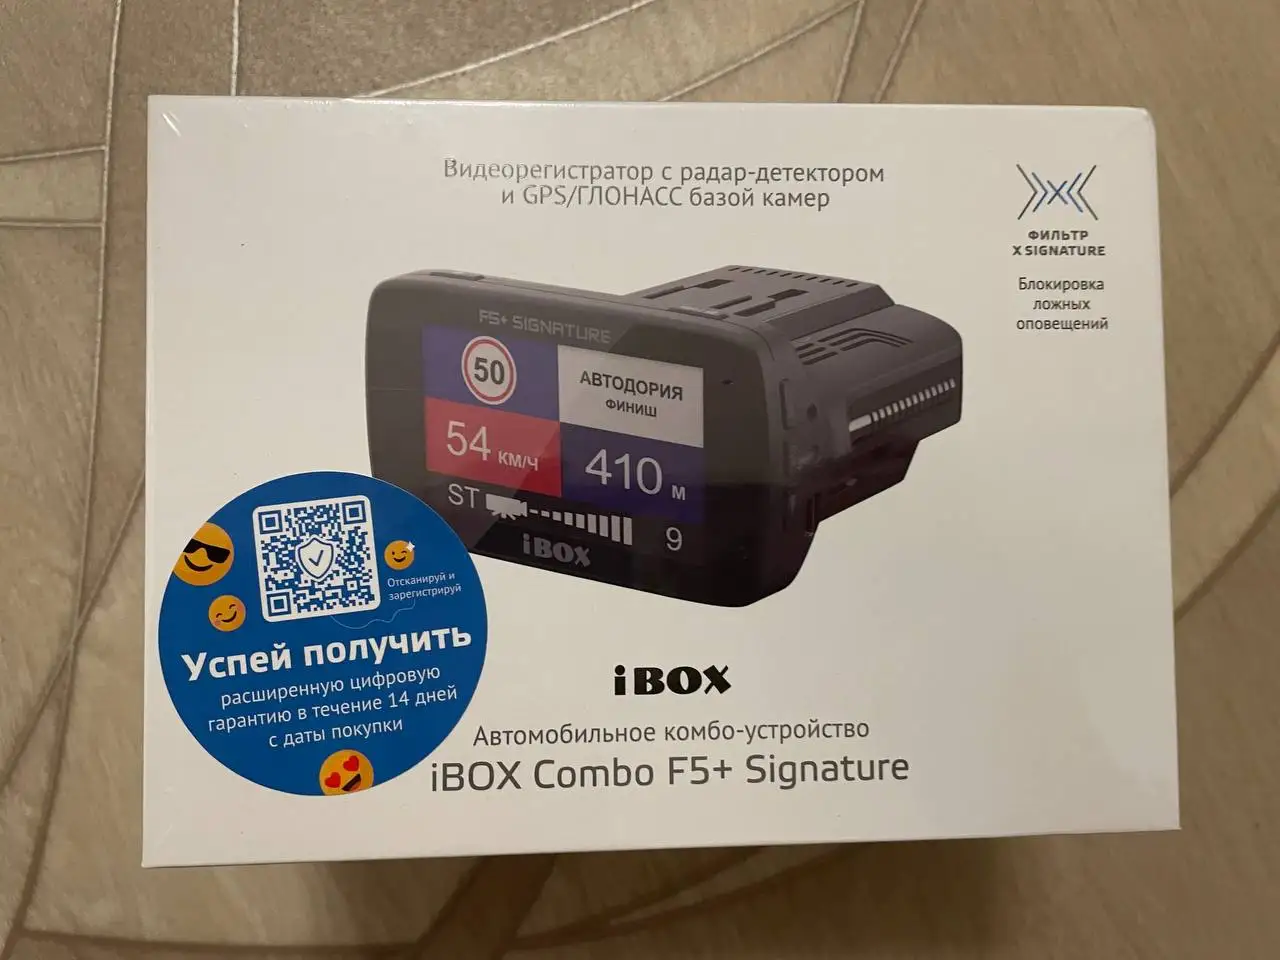 Видеорегистратор с радар-детектором
и GPS/ГЛОНАСС базой камер
ФИЛЬТР
X SIGNATURE
Блокировка
ложных
оповещений
F5+ SIGNATURE
50
АВТОДОРИЯ
ФИНИШ
54 КМ/Ч
410 М
ST
9
iBOX
Отсканируй и
зарегистрируй
Успей получить
расширенную цифровую
гарантию в течение 14 дней
с даты покупки
iBOX
Автомобильное комбо-устройство
iBOX Combo F5+ Signature